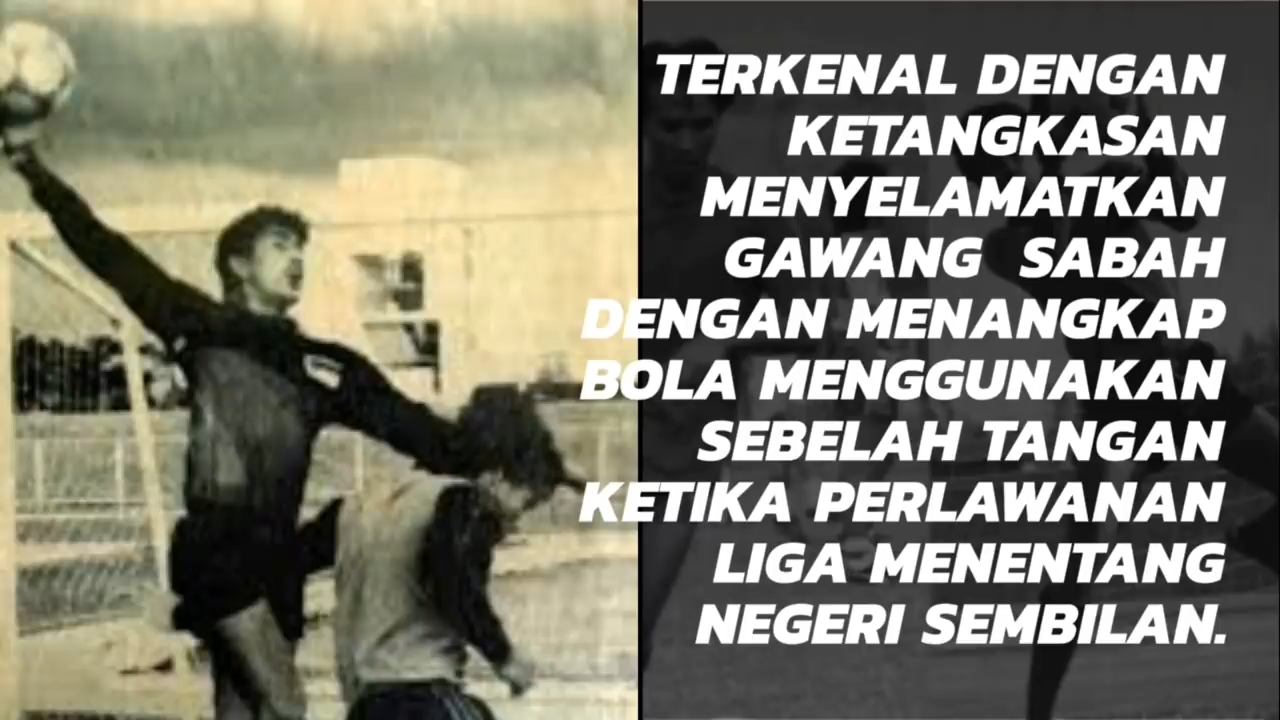 TERKENAL DENGAN
KETANGKASAN
MENYELAMATKAN
GAWANG SABAH
DENGAN MENANGKAP
BOLA MENGGUNAKAN
SEBELAH TANGAN
KETIKA PERLAWANAN
LIGA MENENTANG
NEGERI SEMBILAN.